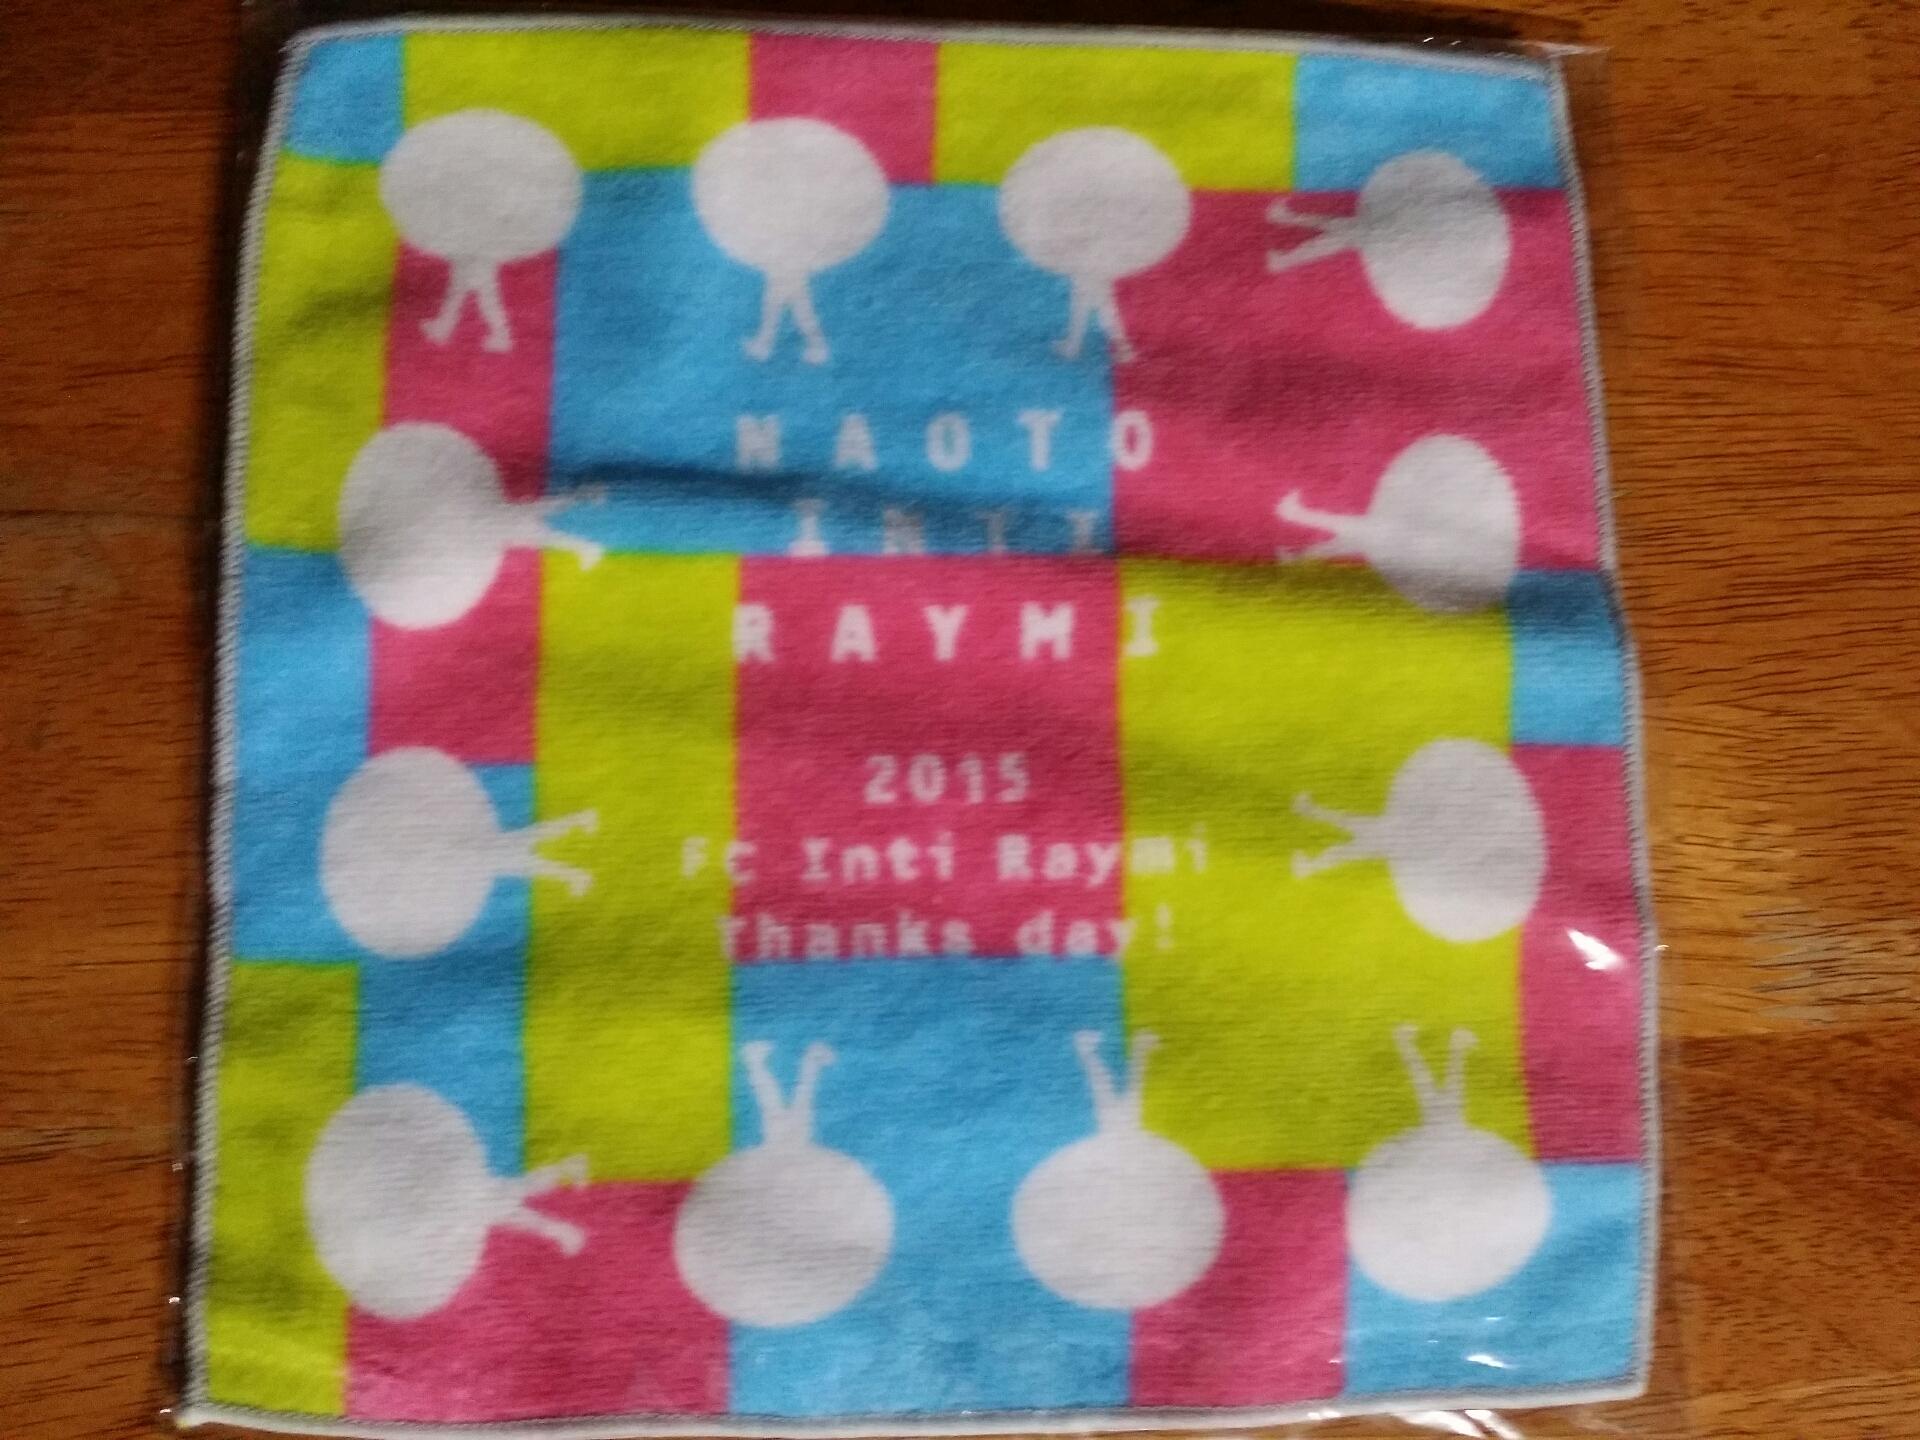 NAOTO
INTI
RAYMI
2015
FC Inti Raymi
Thanks day!